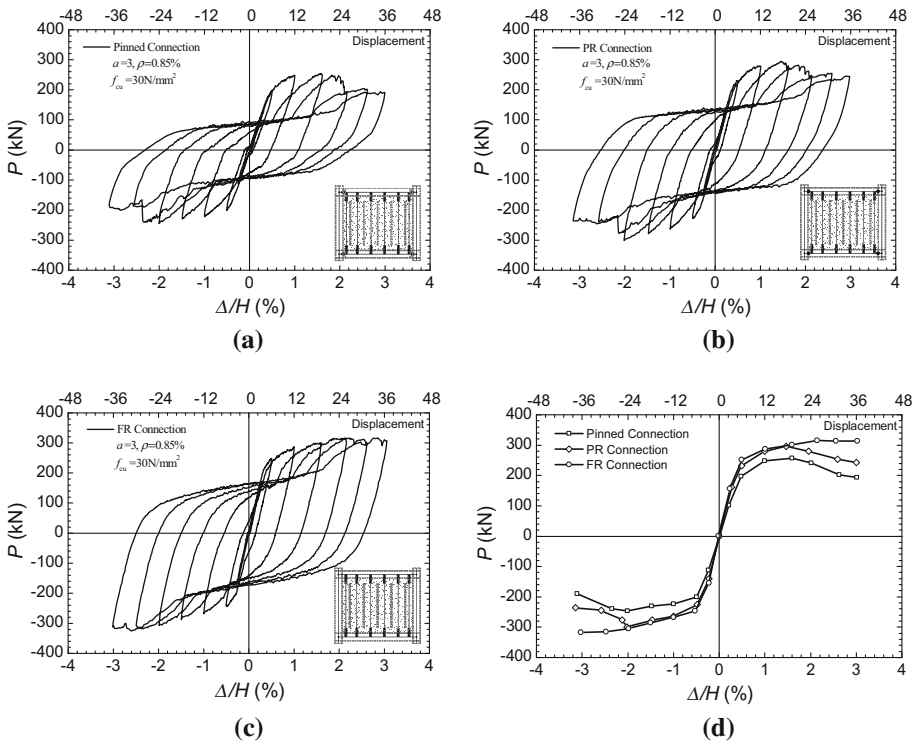 -48 -36 -24 -12 0 12 24 36 48
Displacement
400
300
200
100
0
-100
-200
-300
-400
P (kN)
Pinned Connection
a=3, ρ=0.85%
fcu =30N/mm²
-4 -3 -2 -1 0 1 2 3 4
Δ/H (%)
(a)
-48 -36 -24 -12 0 12 24 36 48
Displacement
400
300
200
100
0
-100
-200
-300
-400
P (kN)
PR Connection
a=3, ρ=0.85%
fcu =30N/mm²
-4 -3 -2 -1 0 1 2 3 4
Δ/H (%)
(b)
-48 -36 -24 -12 0 12 24 36 48
Displacement
400
300
200
100
0
-100
-200
-300
-400
P (kN)
FR Connection
a=3, ρ=0.85%
fcu =30N/mm²
-4 -3 -2 -1 0 1 2 3 4
Δ/H (%)
(c)
-48 -36 -24 -12 0 12 24 36 48
Displacement
400
300
200
100
0
-100
-200
-300
-400
P (kN)
Pinned Connection
PR Connection
FR Connection
-4 -3 -2 -1 0 1 2 3 4
Δ/H (%)
(d)